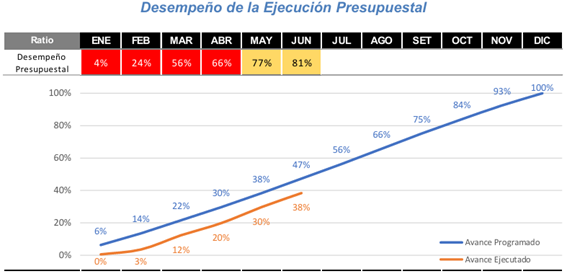 Desempeño de la Ejecución Presupuestal
Ratio ENE FEB MAR ABR MAY JUN JUL AGO SET OCT NOV DIC
Desempeño
Presupuestal
4% 24% 56% 66% 77% 81%
100%
80%
60%
40%
20%
0%
6% 14% 22% 30% 38% 47% 56% 66% 75% 84% 93% 100%
0% 3% 12% 20% 30% 38%
Avance Programado
Avance Ejecutado